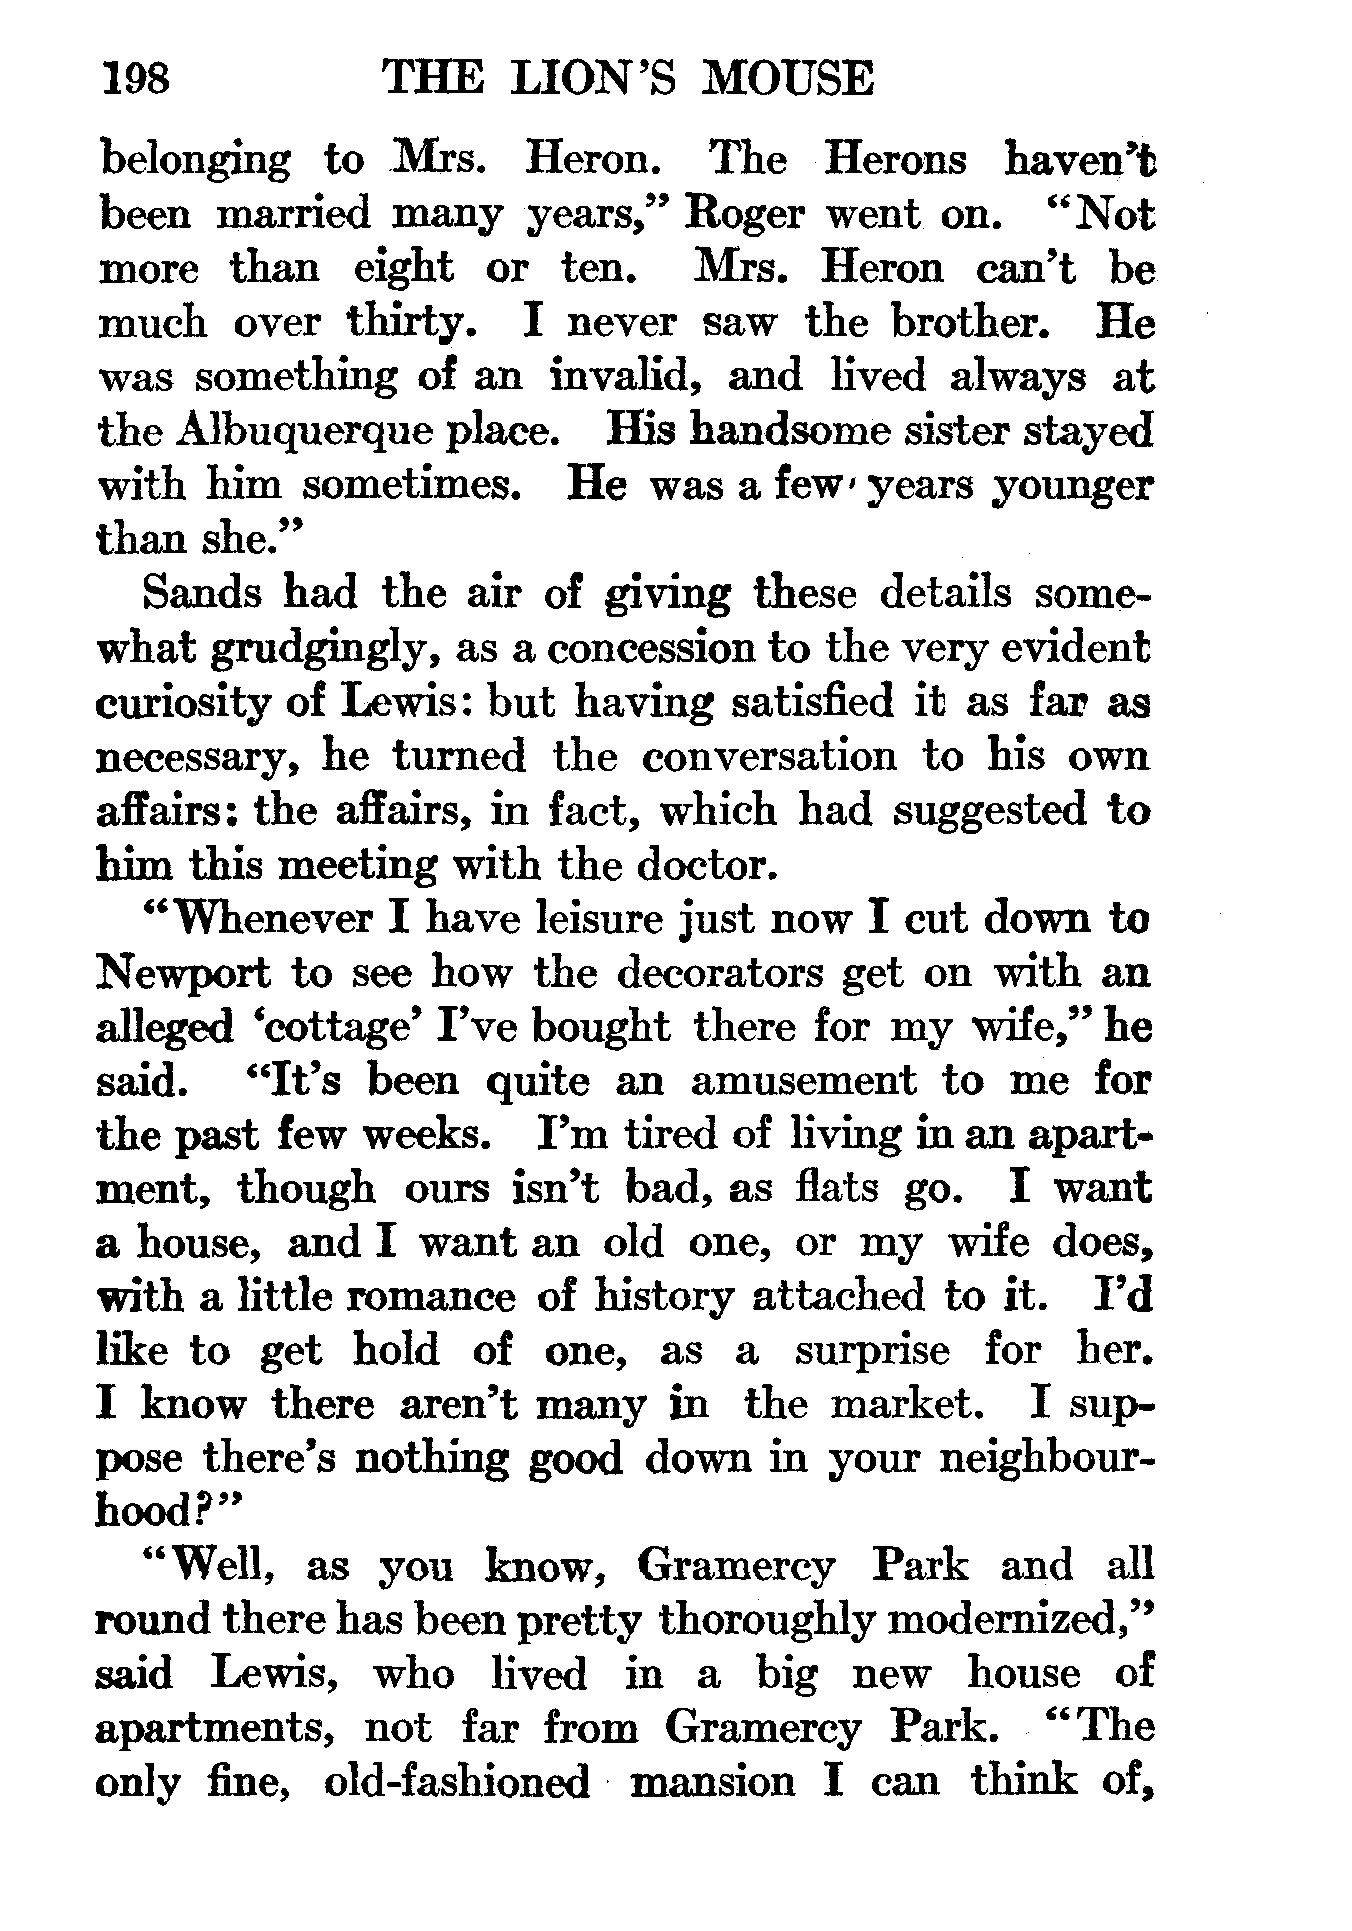 198 THE LION'S MOUSE
belonging to Mrs. Heron. The Herons haven't
been married many years," Roger went on. "Not
more than eight or ten. Mrs. Heron can't be
much over thirty. I never saw the brother. He
was something of an invalid, and lived always at
the Albuquerque place. His handsome sister stayed
with him sometimes. He was a few years younger
than she."
Sands had the air of giving these details some-
what grudgingly, as a concession to the very evident
curiosity of Lewis: but having satisfied it as far as
necessary, he turned the conversation to his own
affairs: the affairs, in fact, which had suggested to
him this meeting with the doctor.
"Whenever I have leisure just now I cut down to
Newport to see how the decorators get on with an
alleged 'cottage' I've bought there for my wife," he
said. "It's been quite an amusement to me for
the past few weeks. I'm tired of living in an apart-
ment, though ours isn't bad, as flats go. I want
a house, and I want an old one, or my wife does,
with a little romance of history attached to it. I'd
like to get hold of one, as a surprise for her.
I know there aren't many in the market. I sup-
pose there's nothing good down in your neighbour-
hood?"
"Well, as you know, Gramercy Park and all
round there has been pretty thoroughly modernized,"
said Lewis, who lived in a big new house of
apartments, not far from Gramercy Park. "The
only fine, old-fashioned mansion I can think of,